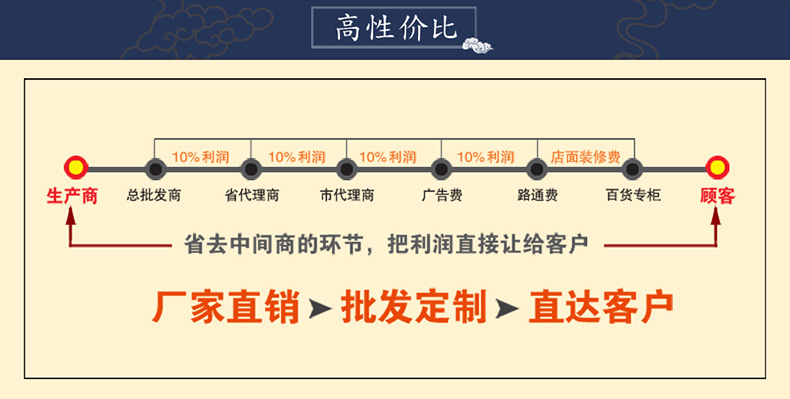 高性价比
10%利润 10%利润 10%利润 10%利润 店面装修费
生产商 总批发商 省代理商 市代理商 广告费 路通费 百货专柜 顾客
省去中间商的环节，把利润直接让给客户
厂家直销➤批发定制➤直达客户